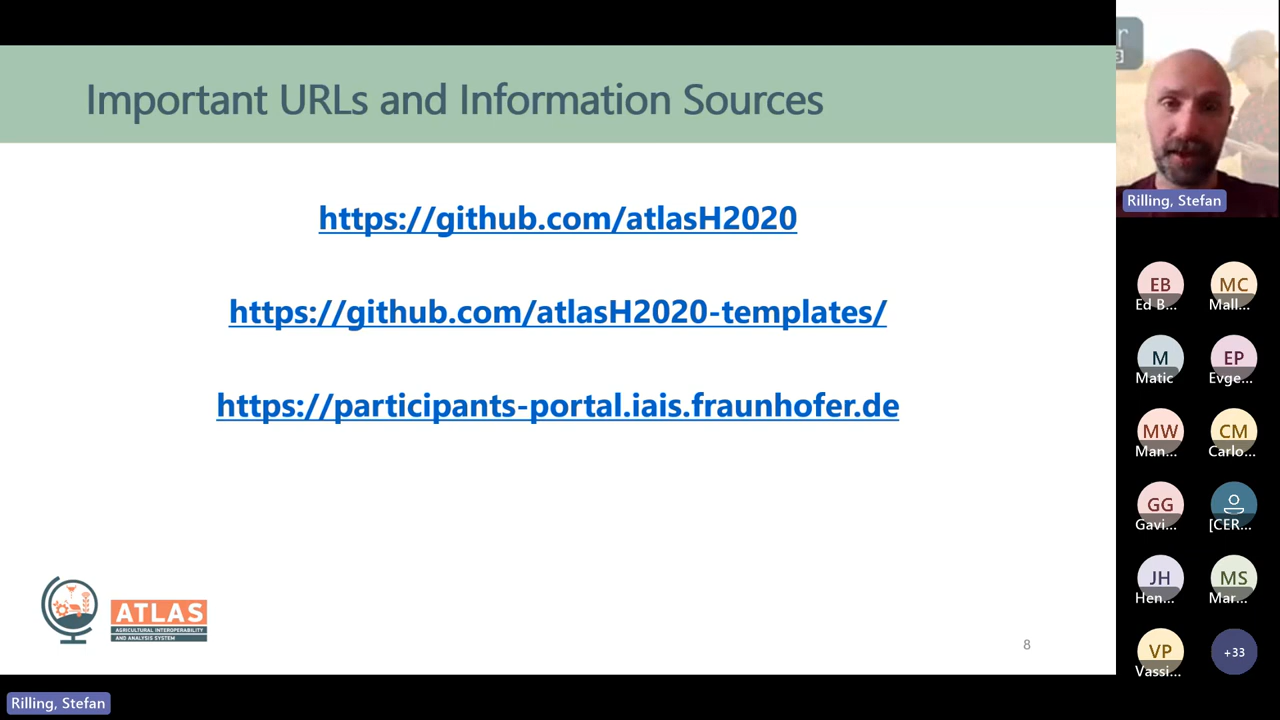 Important URLs and Information Sources
https://github.com/atlasH2020
https://github.com/atlasH2020-templates/
https://participants-portal.iais.fraunhofer.de
ATLAS
AGRICULTURAL INTEROPERABILITY
AND ANALYSIS SYSTEM
8
Rilling, Stefan
r
Rilling, Stefan
EB
Ed B...
MC
Mall...
M
Matic
EP
Evge...
MW
Man...
CM
Carlo...
GG
Gavi...
[CER...
JH
Hen...
MS
Mar...
VP
Vassi...
+33